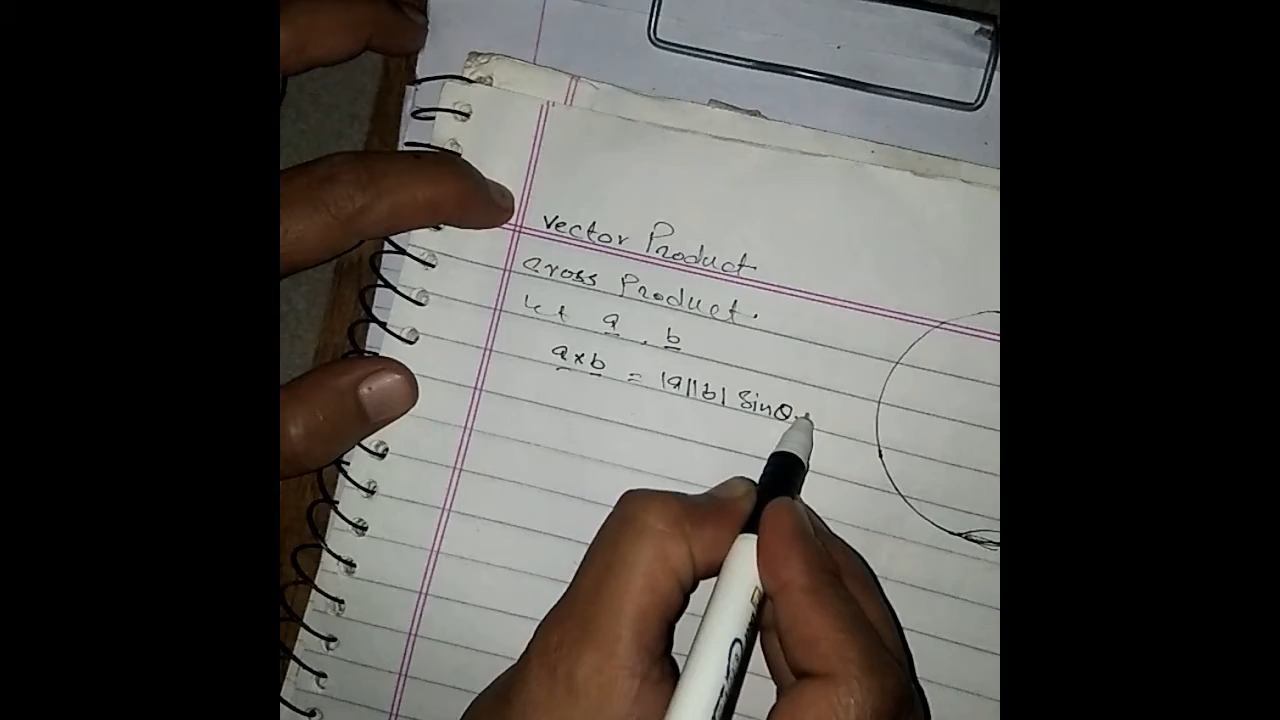 Vector Product
Cross Product.
Let a, b
a×b = |a||b| Sinθ